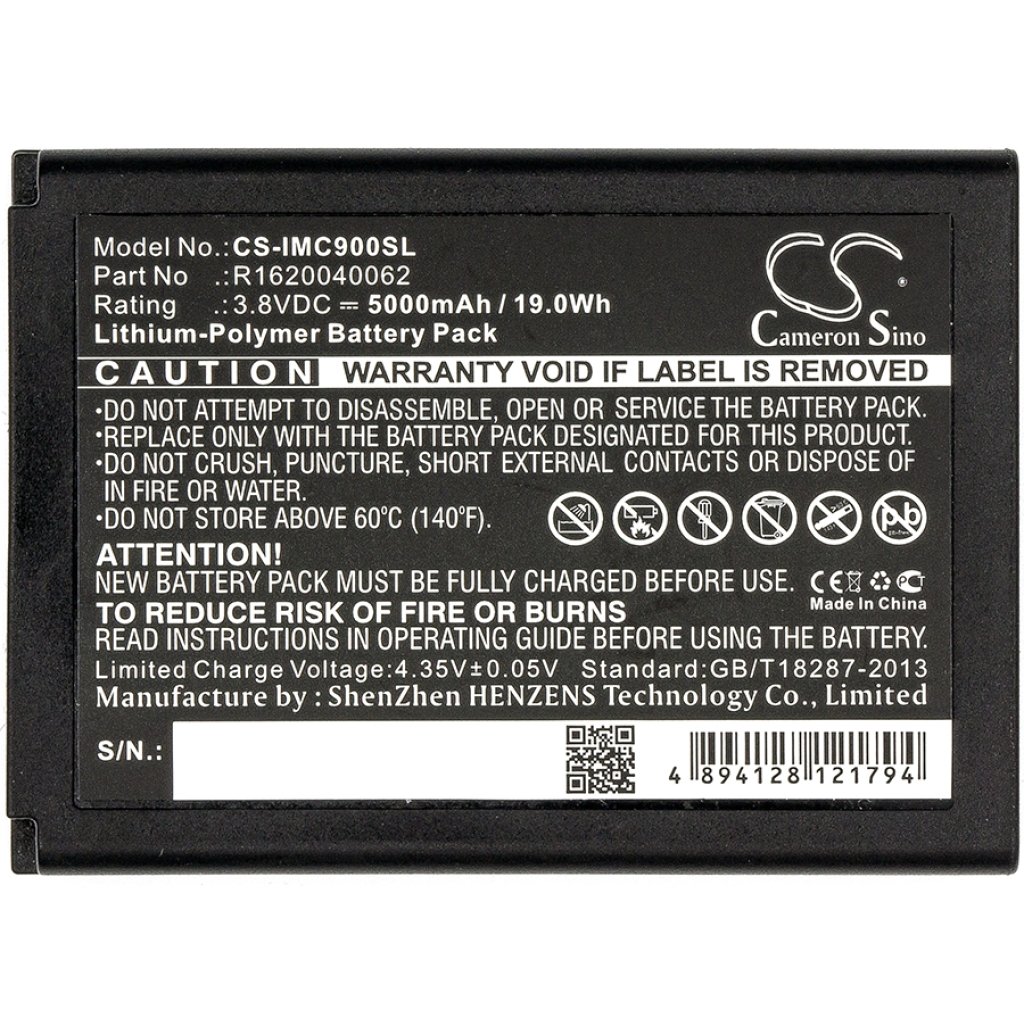 Model No.: CS-IMC900SL
Part No .: R1620040062
Rating .: 3.8VDC ⎓ 5000mAh / 19.0Wh
Lithium-Polymer Battery Pack
CS
Cameron Sino
CAUTION WARRANTY VOID IF LABEL IS REMOVED
•DO NOT ATTEMPT TO DISASSEMBLE, OPEN OR SERVICE THE BATTERY PACK.
•REPLACE ONLY WITH THE BATTERY PACK DESIGNATED FOR THIS PRODUCT.
•DO NOT CRUSH, PUNCTURE, SHORT EXTERNAL CONTACTS OR DISPOSE OF
IN FIRE OR WATER.
•DO NOT STORE ABOVE 60°C (140°F).
pb
ATTENTION!
NEW BATTERY PACK MUST BE FULLY CHARGED BEFORE USE.
TO REDUCE RISK OF FIRE OR BURNS
CE PCT
Made In China
READ INSTRUCTIONS IN OPERATING GUIDE BEFORE USING THE BATTERY.
Limited Charge Voltage:4.35V±0.05V Standard:GB/T18287-2013
Manufacture by : ShenZhen HENZENS Technology Co., Limited
S/N.:
4 894128 121794